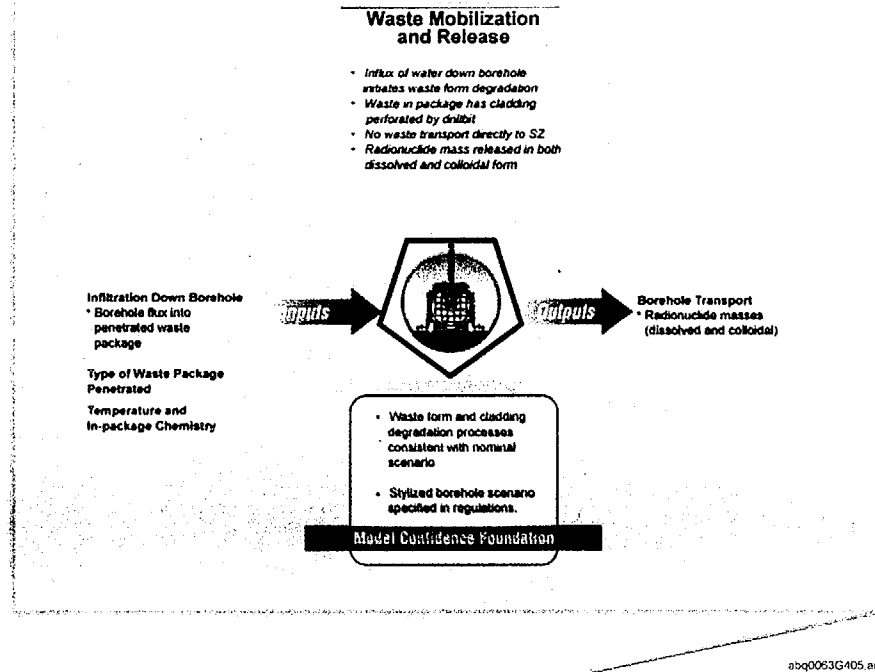 Waste Mobilization
and Release
• Influx of water down borehole
initiates waste form degradation
• Waste in package has cladding
perforated by drillbit
• No waste transport directly to SZ
• Radionuclide mass released in both
dissolved and colloidal form
Infiltration Down Borehole
• Borehole flux into
penetrated waste
package
Type of Waste Package
Penetrated
Temperature and
In-package Chemistry
Inputs
Outputs
Borehole Transport
• Radionuclide masses
(dissolved and colloidal)
• Waste form and cladding
degradation processes
consistent with nominal
scenario
• Stylized borehole scenario
specified in regulations.
Model Confidence Foundation
abq0063G405.ai